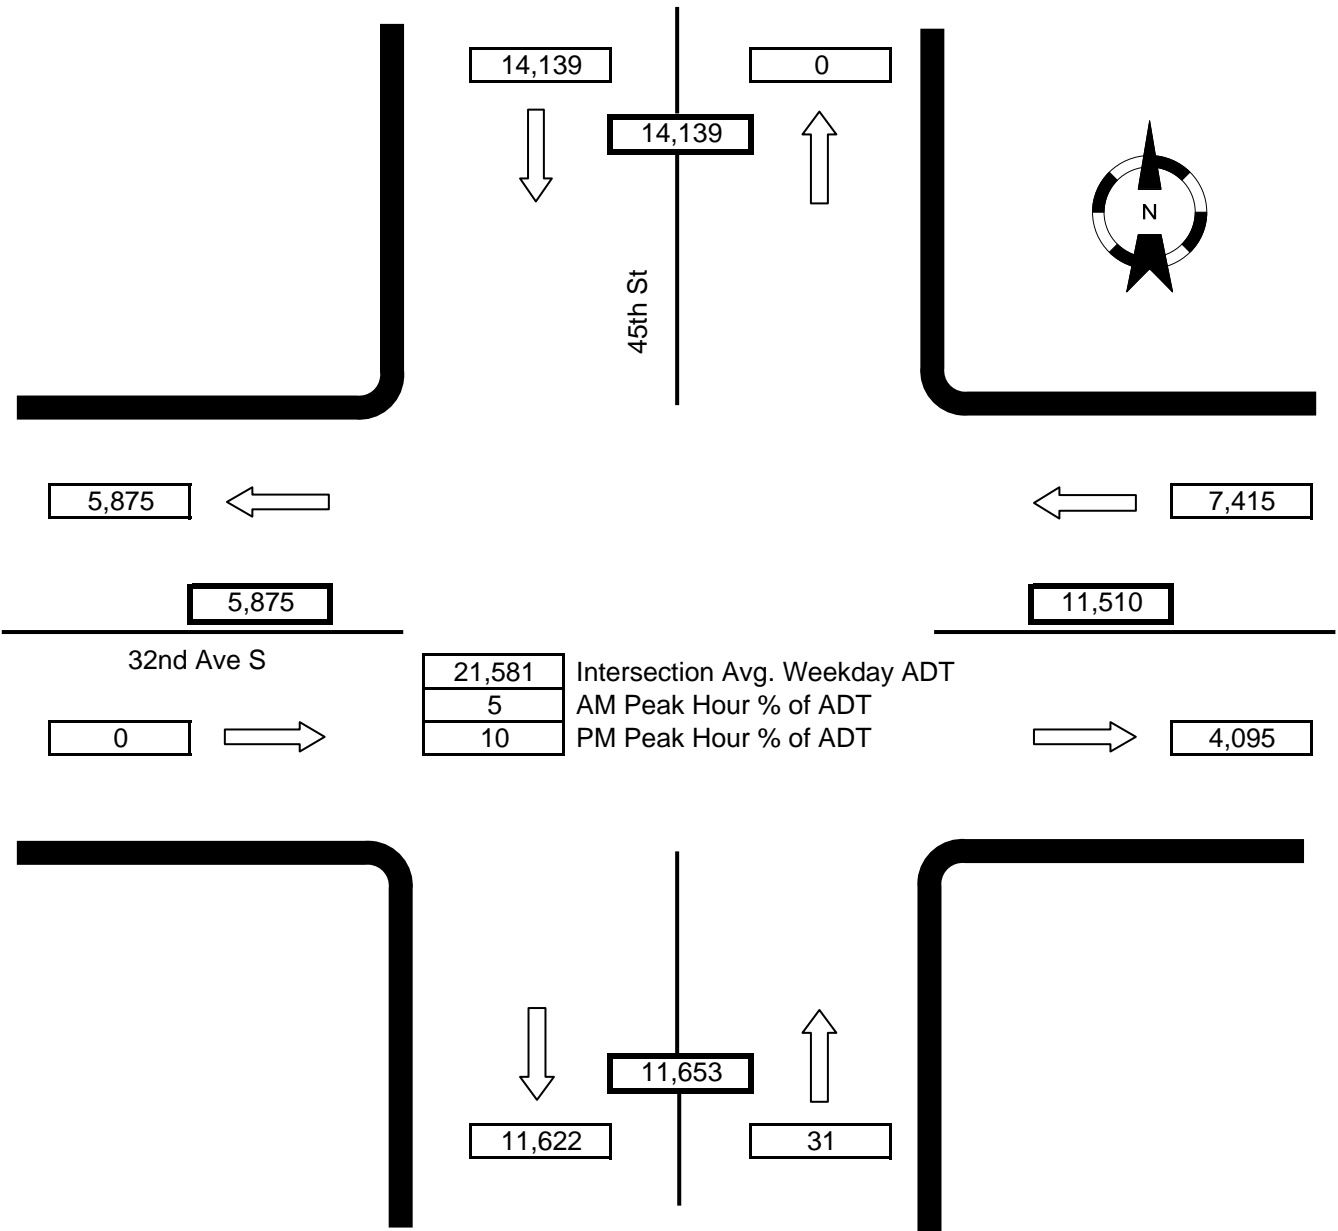 14,139
0
14,139
N
45th St
5,875
7,415
5,875
11,510
32nd Ave S
21,581 Intersection Avg. Weekday ADT
5 AM Peak Hour % of ADT
10 PM Peak Hour % of ADT
0
4,095
11,653
11,622
31